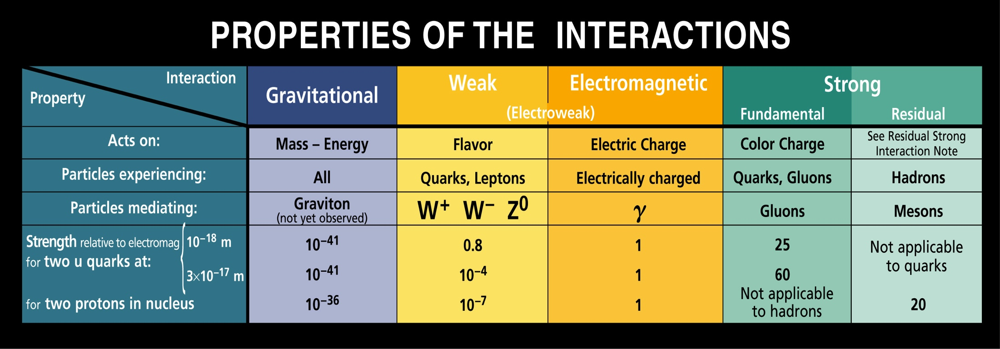 PROPERTIES OF THE INTERACTIONS
Interaction
Property
Gravitational
Weak
Electromagnetic
(Electroweak)
Strong
Fundamental
Residual
Acts on:
Mass – Energy
Flavor
Electric Charge
Color Charge
See Residual Strong
Interaction Note
Particles experiencing:
All
Quarks, Leptons
Electrically charged
Quarks, Gluons
Hadrons
Particles mediating:
Graviton
(not yet observed)
W⁺ W⁻ Z⁰
γ
Gluons
Mesons
Strength relative to electromag
for two u quarks at:
10⁻¹⁸ m
10⁻⁴¹
0.8
1
25
Not applicable
to quarks
3×10⁻¹⁷ m
10⁻⁴¹
10⁻⁴
1
60
for two protons in nucleus
10⁻³⁶
10⁻⁷
1
Not applicable
to hadrons
20